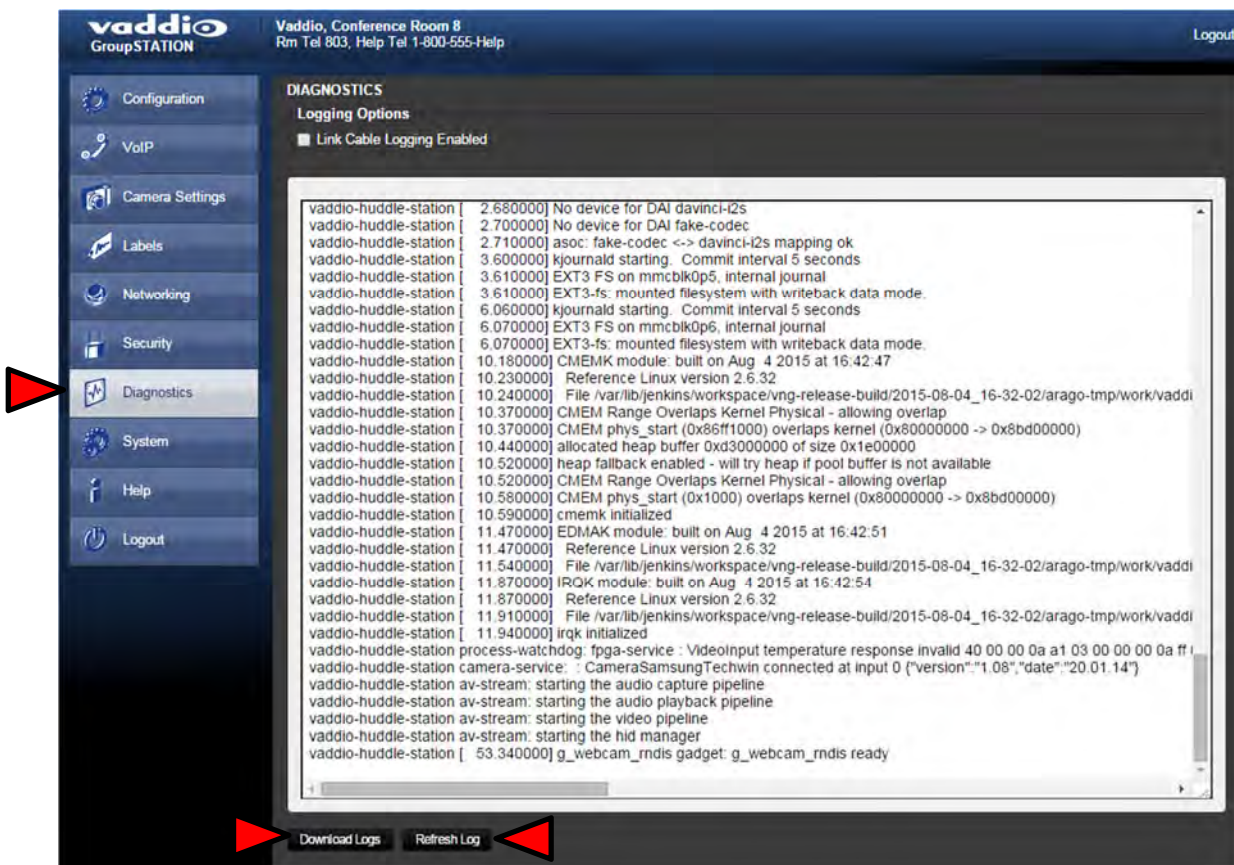 vaddio
GroupSTATION
Vaddio, Conference Room 8
Rm Tel 803, Help Tel 1-800-555-Help
Logout
Configuration
VoIP
Camera Settings
Labels
Networking
Security
Diagnostics
System
Help
Logout
DIAGNOSTICS
Logging Options
Link Cable Logging Enabled
vaddio-huddle-station [ 2.680000] No device for DAI davinci-i2s
vaddio-huddle-station [ 2.700000] No device for DAI fake-codec
vaddio-huddle-station [ 2.710000] asoc: fake-codec <-> davinci-i2s mapping ok
vaddio-huddle-station [ 3.600000] kjournald starting. Commit interval 5 seconds
vaddio-huddle-station [ 3.610000] EXT3 FS on mmcblk0p5, internal journal
vaddio-huddle-station [ 3.610000] EXT3-fs: mounted filesystem with writeback data mode.
vaddio-huddle-station [ 6.060000] kjournald starting. Commit interval 5 seconds
vaddio-huddle-station [ 6.070000] EXT3 FS on mmcblk0p6, internal journal
vaddio-huddle-station [ 6.070000] EXT3-fs: mounted filesystem with writeback data mode.
vaddio-huddle-station [ 10.180000] CMEMK module: built on Aug 4 2015 at 16:42:47
vaddio-huddle-station [ 10.230000] Reference Linux version 2.6.32
vaddio-huddle-station [ 10.240000] File /var/lib/jenkins/workspace/vng-release-build/2015-08-04_16-32-02/arago-tmp/work/vaddi
vaddio-huddle-station [ 10.370000] CMEM Range Overlaps Kernel Physical - allowing overlap
vaddio-huddle-station [ 10.370000] CMEM phys_start (0x86ff1000) overlaps kernel (0x80000000 -> 0x8bd00000)
vaddio-huddle-station [ 10.440000] allocated heap buffer 0xd3000000 of size 0x1e00000
vaddio-huddle-station [ 10.520000] heap fallback enabled - will try heap if pool buffer is not available
vaddio-huddle-station [ 10.520000] CMEM Range Overlaps Kernel Physical - allowing overlap
vaddio-huddle-station [ 10.580000] CMEM phys_start (0x1000) overlaps kernel (0x80000000 -> 0x8bd00000)
vaddio-huddle-station [ 10.590000] cmemk initialized
vaddio-huddle-station [ 11.470000] EDMAK module: built on Aug 4 2015 at 16:42:51
vaddio-huddle-station [ 11.470000] Reference Linux version 2.6.32
vaddio-huddle-station [ 11.540000] File /var/lib/jenkins/workspace/vng-release-build/2015-08-04_16-32-02/arago-tmp/work/vaddi
vaddio-huddle-station [ 11.870000] IRQK module: built on Aug 4 2015 at 16:42:54
vaddio-huddle-station [ 11.870000] Reference Linux version 2.6.32
vaddio-huddle-station [ 11.910000] File /var/lib/jenkins/workspace/vng-release-build/2015-08-04_16-32-02/arago-tmp/work/vaddi
vaddio-huddle-station [ 11.940000] irqk initialized
vaddio-huddle-station process-watchdog: fpga-service : VideoInput temperature response invalid 40 00 00 0a a1 03 00 00 00 0a ff
vaddio-huddle-station camera-service: : CameraSamsungTechwin connected at input 0 {"version":"1.08","date":"20.01.14"}
vaddio-huddle-station av-stream: starting the audio capture pipeline
vaddio-huddle-station av-stream: starting the audio playback pipeline
vaddio-huddle-station av-stream: starting the video pipeline
vaddio-huddle-station av-stream: starting the hid manager
vaddio-huddle-station [ 53.340000] g_webcam_rndis gadget: g_webcam_rndis ready
Download Logs
Refresh Log